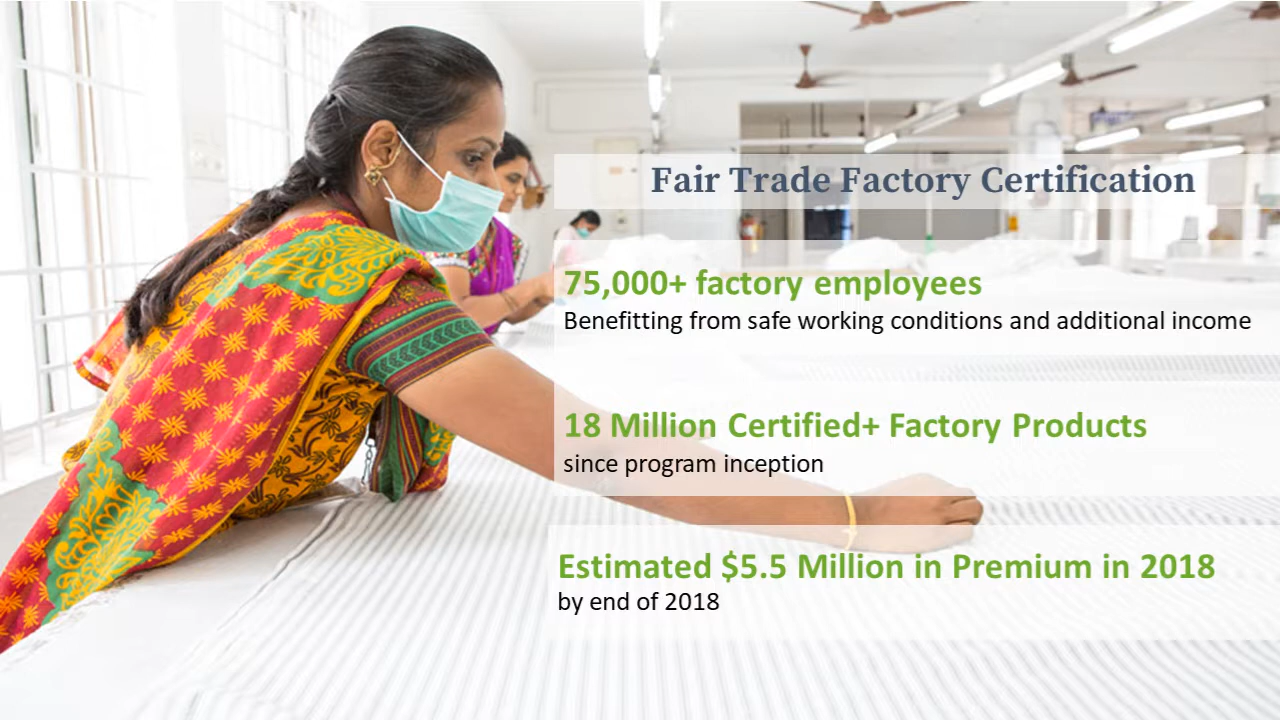 Fair Trade Factory Certification
75,000+ factory employees
Benefitting from safe working conditions and additional income
18 Million Certified+ Factory Products
since program inception
Estimated $5.5 Million in Premium in 2018
by end of 2018